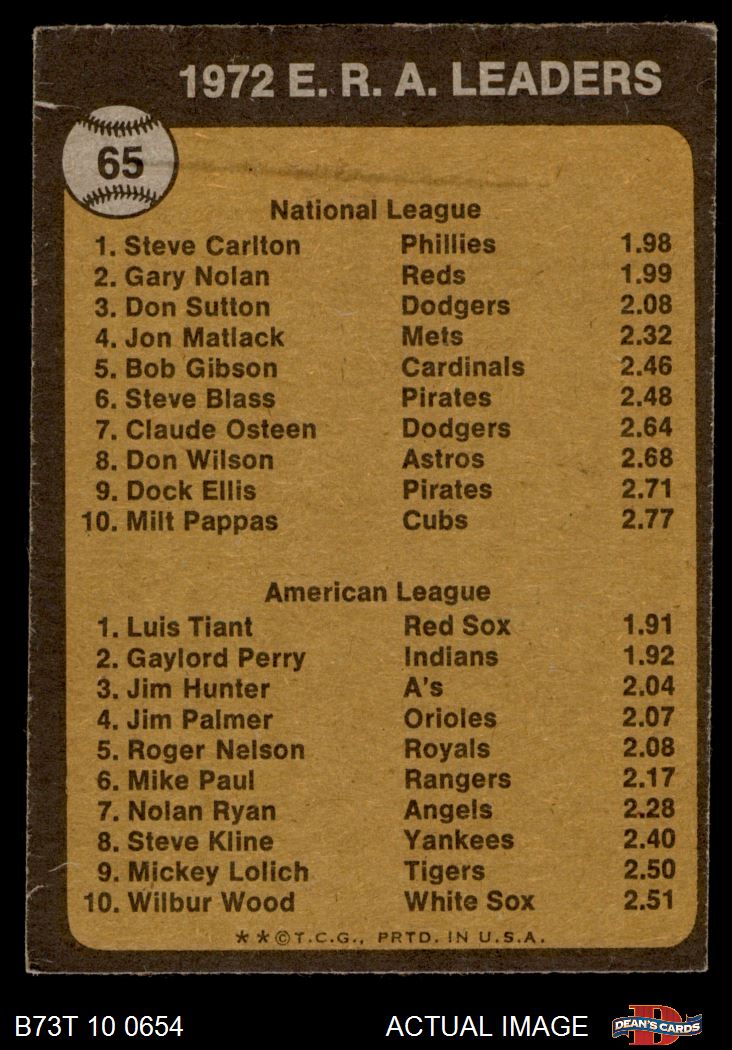 1972 E. R. A. LEADERS
65
National League
1. Steve Carlton Phillies 1.98
2. Gary Nolan Reds 1.99
3. Don Sutton Dodgers 2.08
4. Jon Matlack Mets 2.32
5. Bob Gibson Cardinals 2.46
6. Steve Blass Pirates 2.48
7. Claude Osteen Dodgers 2.64
8. Don Wilson Astros 2.68
9. Dock Ellis Pirates 2.71
10. Milt Pappas Cubs 2.77
American League
1. Luis Tiant Red Sox 1.91
2. Gaylord Perry Indians 1.92
3. Jim Hunter A's 2.04
4. Jim Palmer Orioles 2.07
5. Roger Nelson Royals 2.08
6. Mike Paul Rangers 2.17
7. Nolan Ryan Angels 2.28
8. Steve Kline Yankees 2.40
9. Mickey Lolich Tigers 2.50
10. Wilbur Wood White Sox 2.51
**©T.C.G., PRTD. IN U.S.A.
B73T 10 0654 ACTUAL IMAGE D DEAN'S CARDS